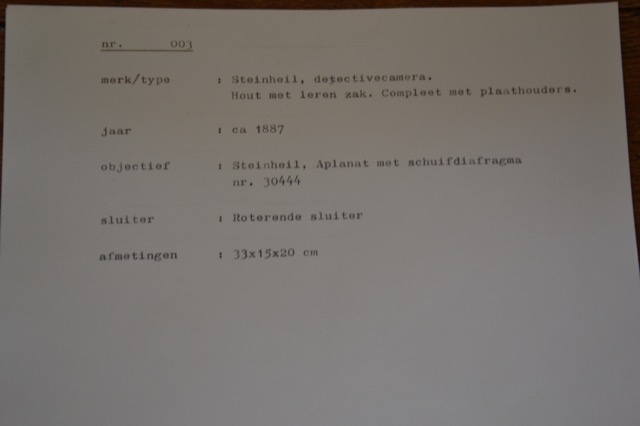 nr. 003
merk/type : Steinheil, detectivecamera.
Hout met leren zak. Compleet met plaathouders.
jaar : ca 1887
objectief : Steinheil, Aplanat met schuifdiafragma
nr. 30444
sluiter : Roterende sluiter
afmetingen : 33x15x20 cm